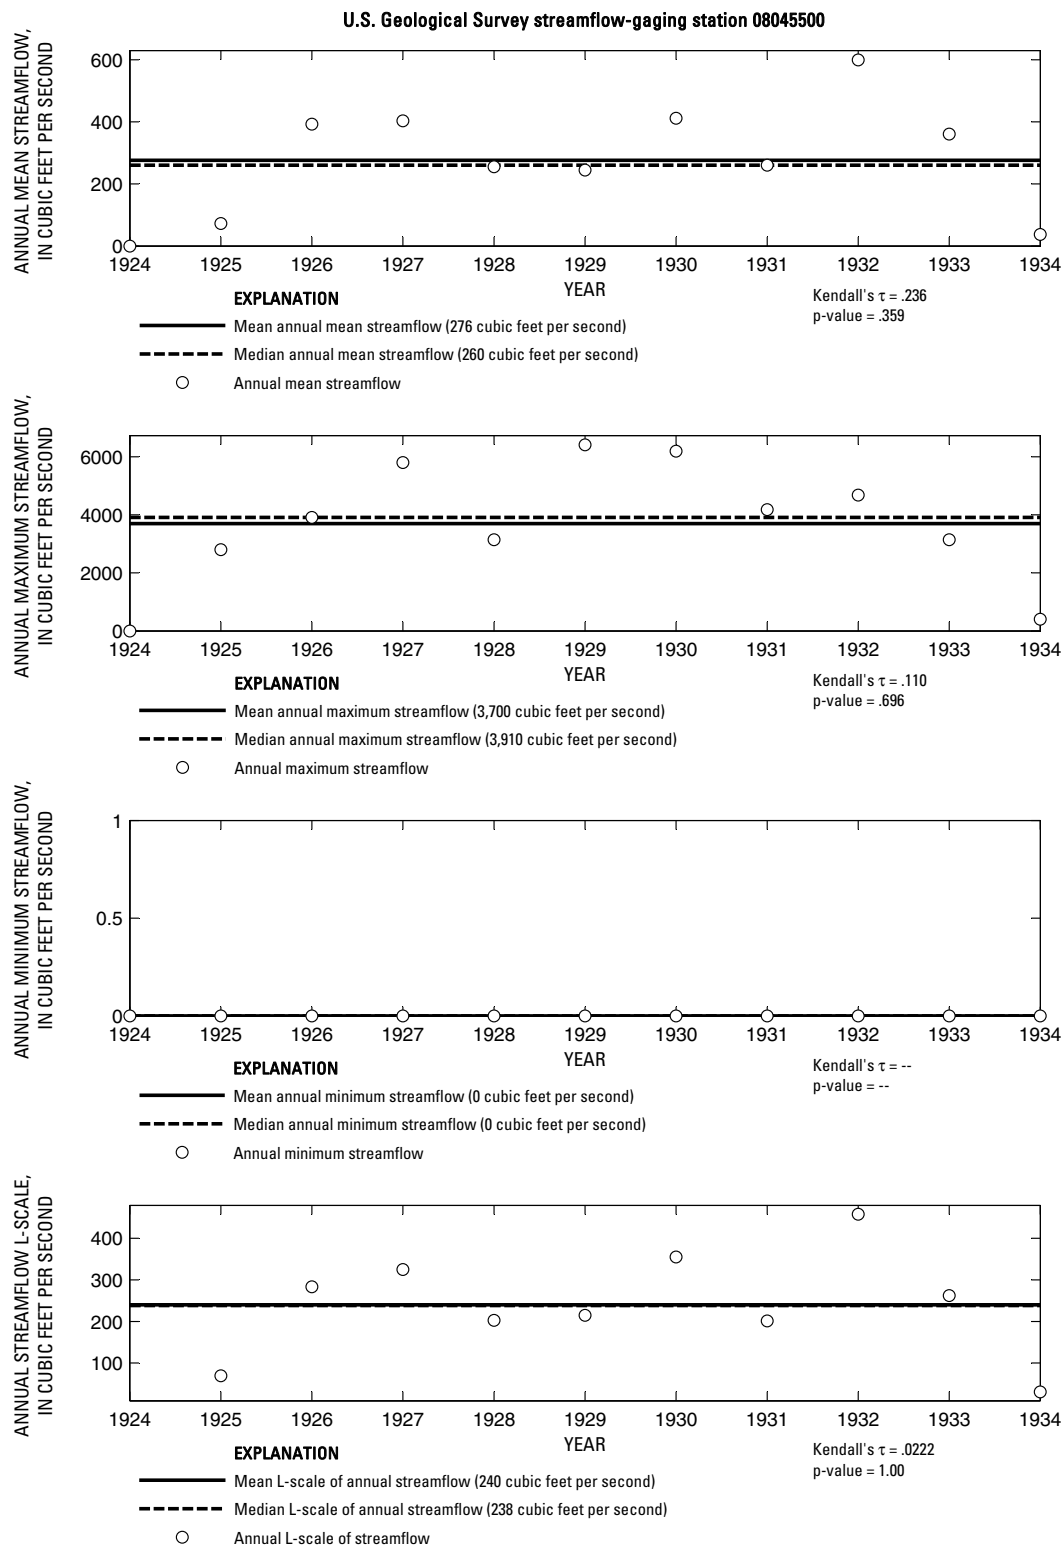 U.S. Geological Survey streamflow-gaging station 08045500
ANNUAL MEAN STREAMFLOW,
IN CUBIC FEET PER SECOND
600
400
200
0
1924 1925 1926 1927 1928 1929 1930 1931 1932 1933 1934
YEAR
Kendall's τ = .236
p-value = .359
EXPLANATION
Mean annual mean streamflow (276 cubic feet per second)
Median annual mean streamflow (260 cubic feet per second)
Annual mean streamflow
ANNUAL MAXIMUM STREAMFLOW,
IN CUBIC FEET PER SECOND
6000
4000
2000
0
1924 1925 1926 1927 1928 1929 1930 1931 1932 1933 1934
YEAR
Kendall's τ = .110
p-value = .696
EXPLANATION
Mean annual maximum streamflow (3,700 cubic feet per second)
Median annual maximum streamflow (3,910 cubic feet per second)
Annual maximum streamflow
ANNUAL MINIMUM STREAMFLOW,
IN CUBIC FEET PER SECOND
1
0.5
0
1924 1925 1926 1927 1928 1929 1930 1931 1932 1933 1934
YEAR
Kendall's τ = --
p-value = --
EXPLANATION
Mean annual minimum streamflow (0 cubic feet per second)
Median annual minimum streamflow (0 cubic feet per second)
Annual minimum streamflow
ANNUAL STREAMFLOW L-SCALE,
IN CUBIC FEET PER SECOND
400
300
200
100
1924 1925 1926 1927 1928 1929 1930 1931 1932 1933 1934
YEAR
Kendall's τ = .0222
p-value = 1.00
EXPLANATION
Mean L-scale of annual streamflow (240 cubic feet per second)
Median L-scale of annual streamflow (238 cubic feet per second)
Annual L-scale of streamflow